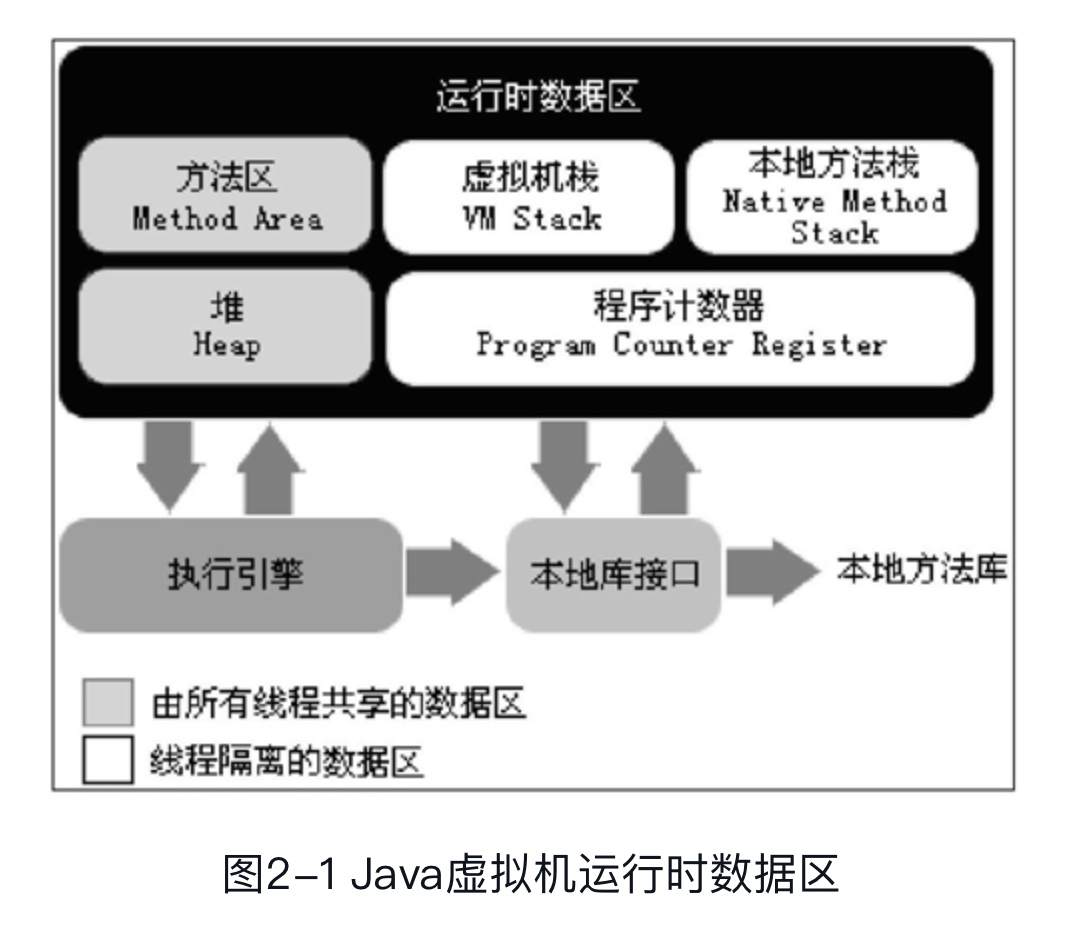 运行时数据区
方法区
Method Area
虚拟机栈
VM Stack
本地方法栈
Native Method
Stack
堆
Heap
程序计数器
Program Counter Register
执行引擎
本地库接口
本地方法库
由所有线程共享的数据区
线程隔离的数据区
图2-1 Java虚拟机运行时数据区